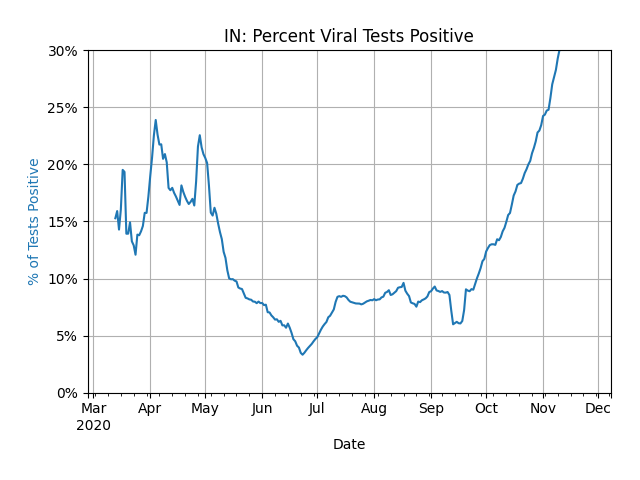 IN: Percent Viral Tests Positive
30%
25%
20%
15%
10%
5%
0%
% of Tests Positive
Mar Apr May Jun Jul Aug Sep Oct Nov Dec
2020
Date